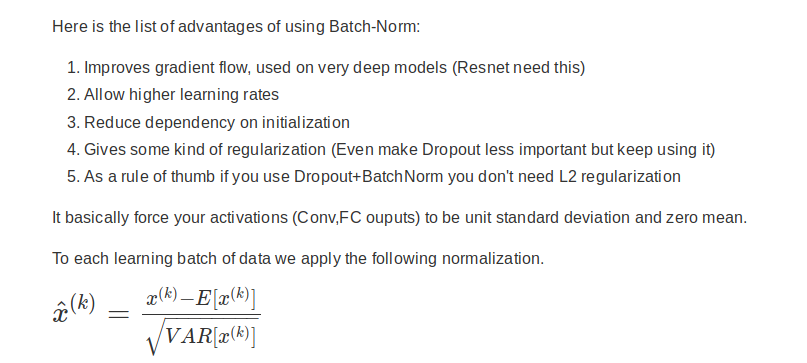 Here is the list of advantages of using Batch-Norm:
1. Improves gradient flow, used on very deep models (Resnet need this)
2. Allow higher learning rates
3. Reduce dependency on initialization
4. Gives some kind of regularization (Even make Dropout less important but keep using it)
5. As a rule of thumb if you use Dropout+BatchNorm you don't need L2 regularization
It basically force your activations (Conv,FC ouputs) to be unit standard deviation and zero mean.
To each learning batch of data we apply the following normalization.
x̂^(k) = (x^(k) − E[x^(k)]) / √(VAR[x^(k)])